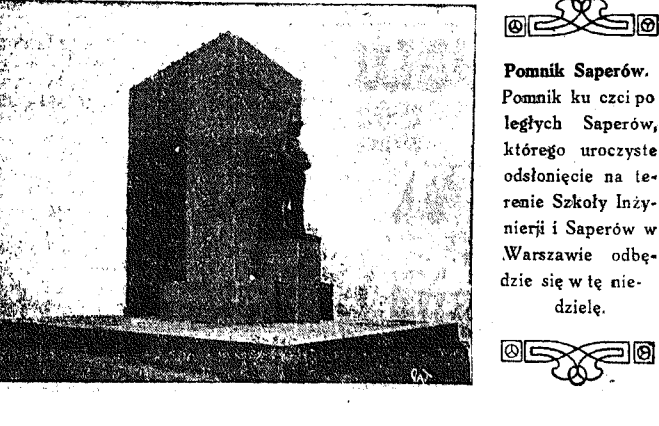 Pomnik Saperów.
Pomnik ku czci po
ległych Saperów,
którego uroczyste
odsłonięcie na te-
renie Szkoły Inży-
nierji i Saperów w
Warszawie odbę-
dzie się w tę nie-
dzielę.
PAT